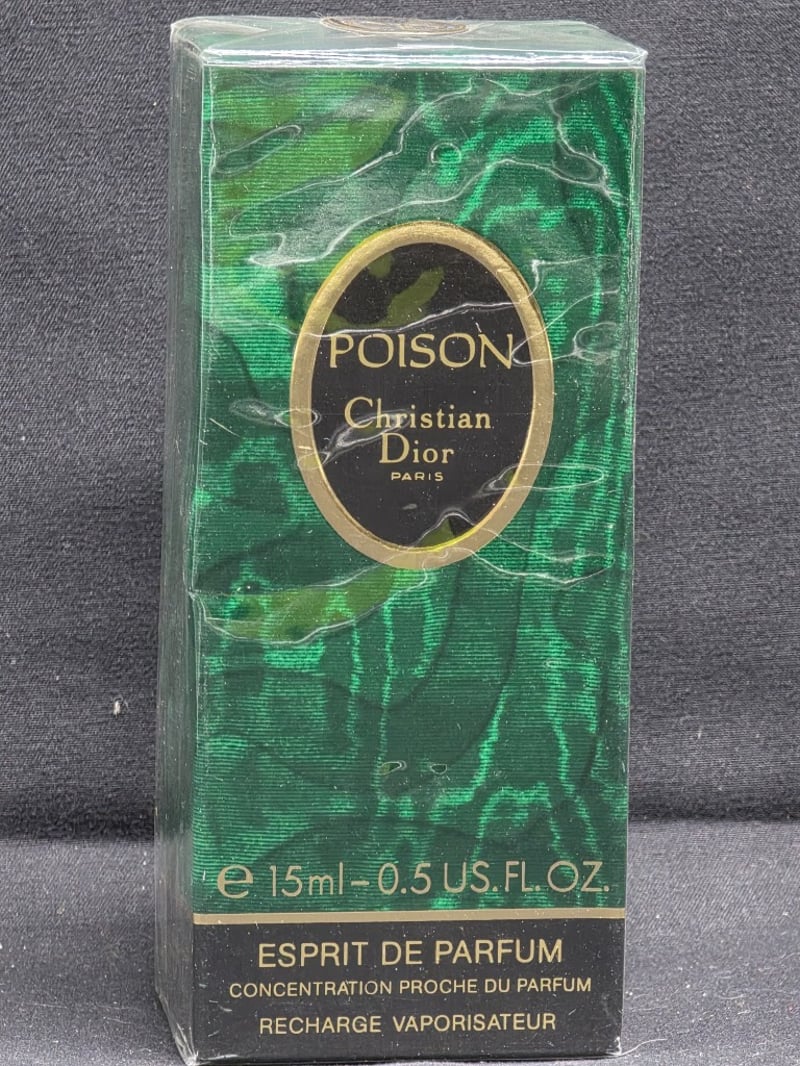 POISON
Christian
Dior
PARIS
℮ 15ml – 0.5 US.FL.OZ.
ESPRIT DE PARFUM
CONCENTRATION PROCHE DU PARFUM
RECHARGE VAPORISATEUR